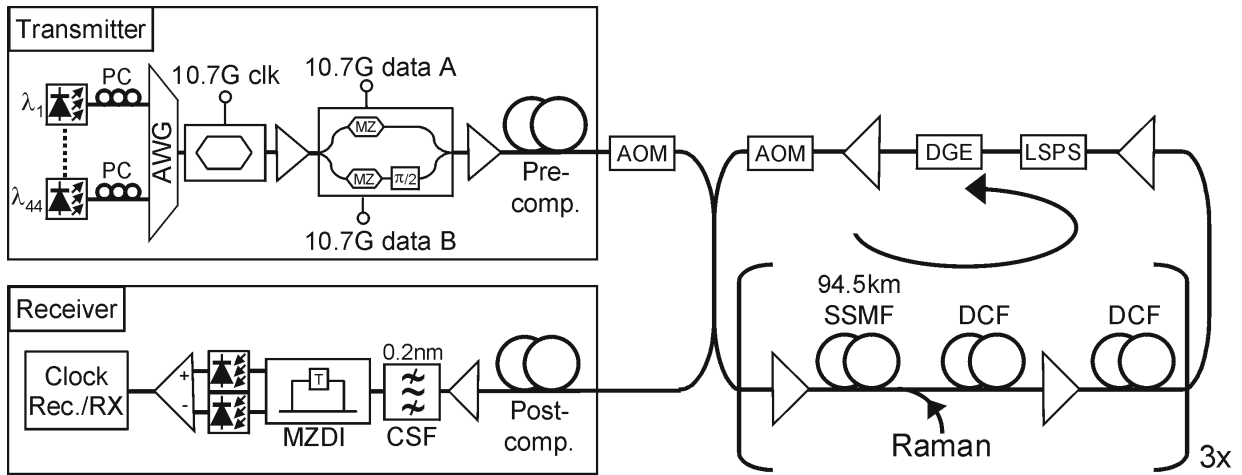 Transmitter
PC
10.7G clk
10.7G data A
λ1
AWG
MZ
MZ
π/2
PC
λ44
10.7G data B
Pre-
comp.
AOM
AOM
DGE
LSPS
94.5km
SSMF
DCF
DCF
Raman
3x
Receiver
Clock
Rec./RX
+
-
T
MZDI
0.2nm
CSF
Post-
comp.